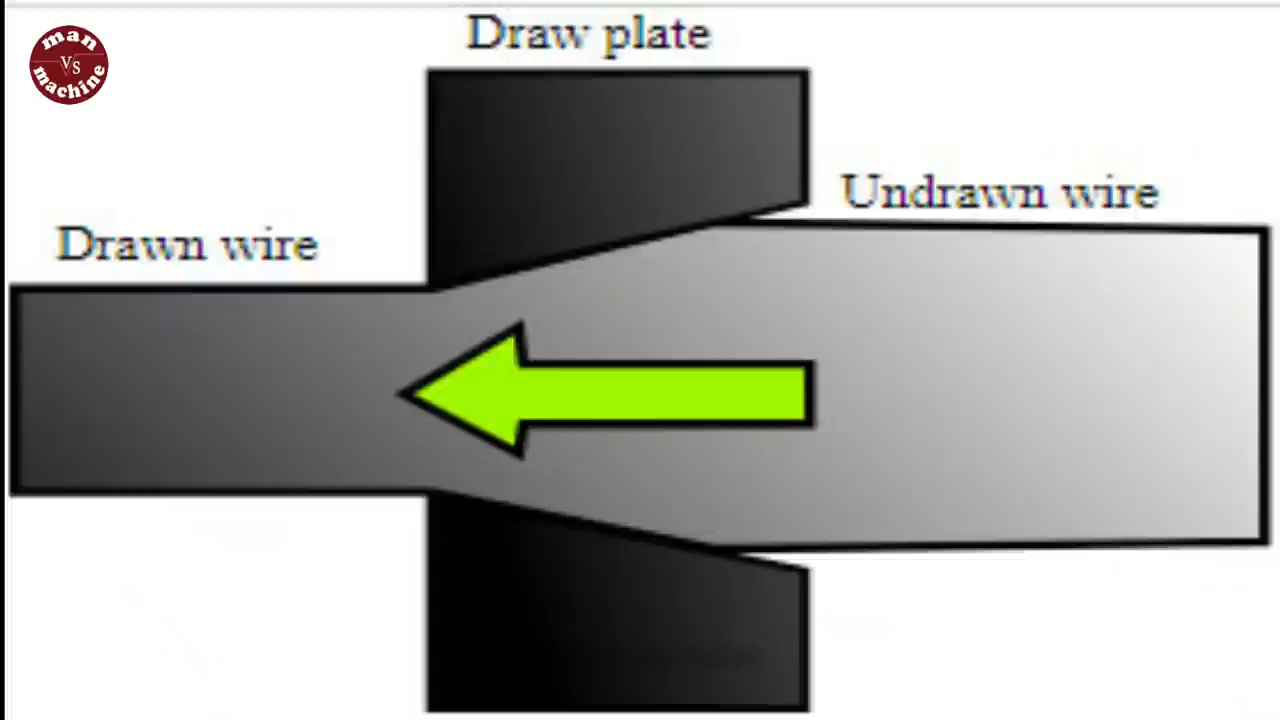 Draw plate
man
Vs
machine
Undrawn wire
Drawn wire